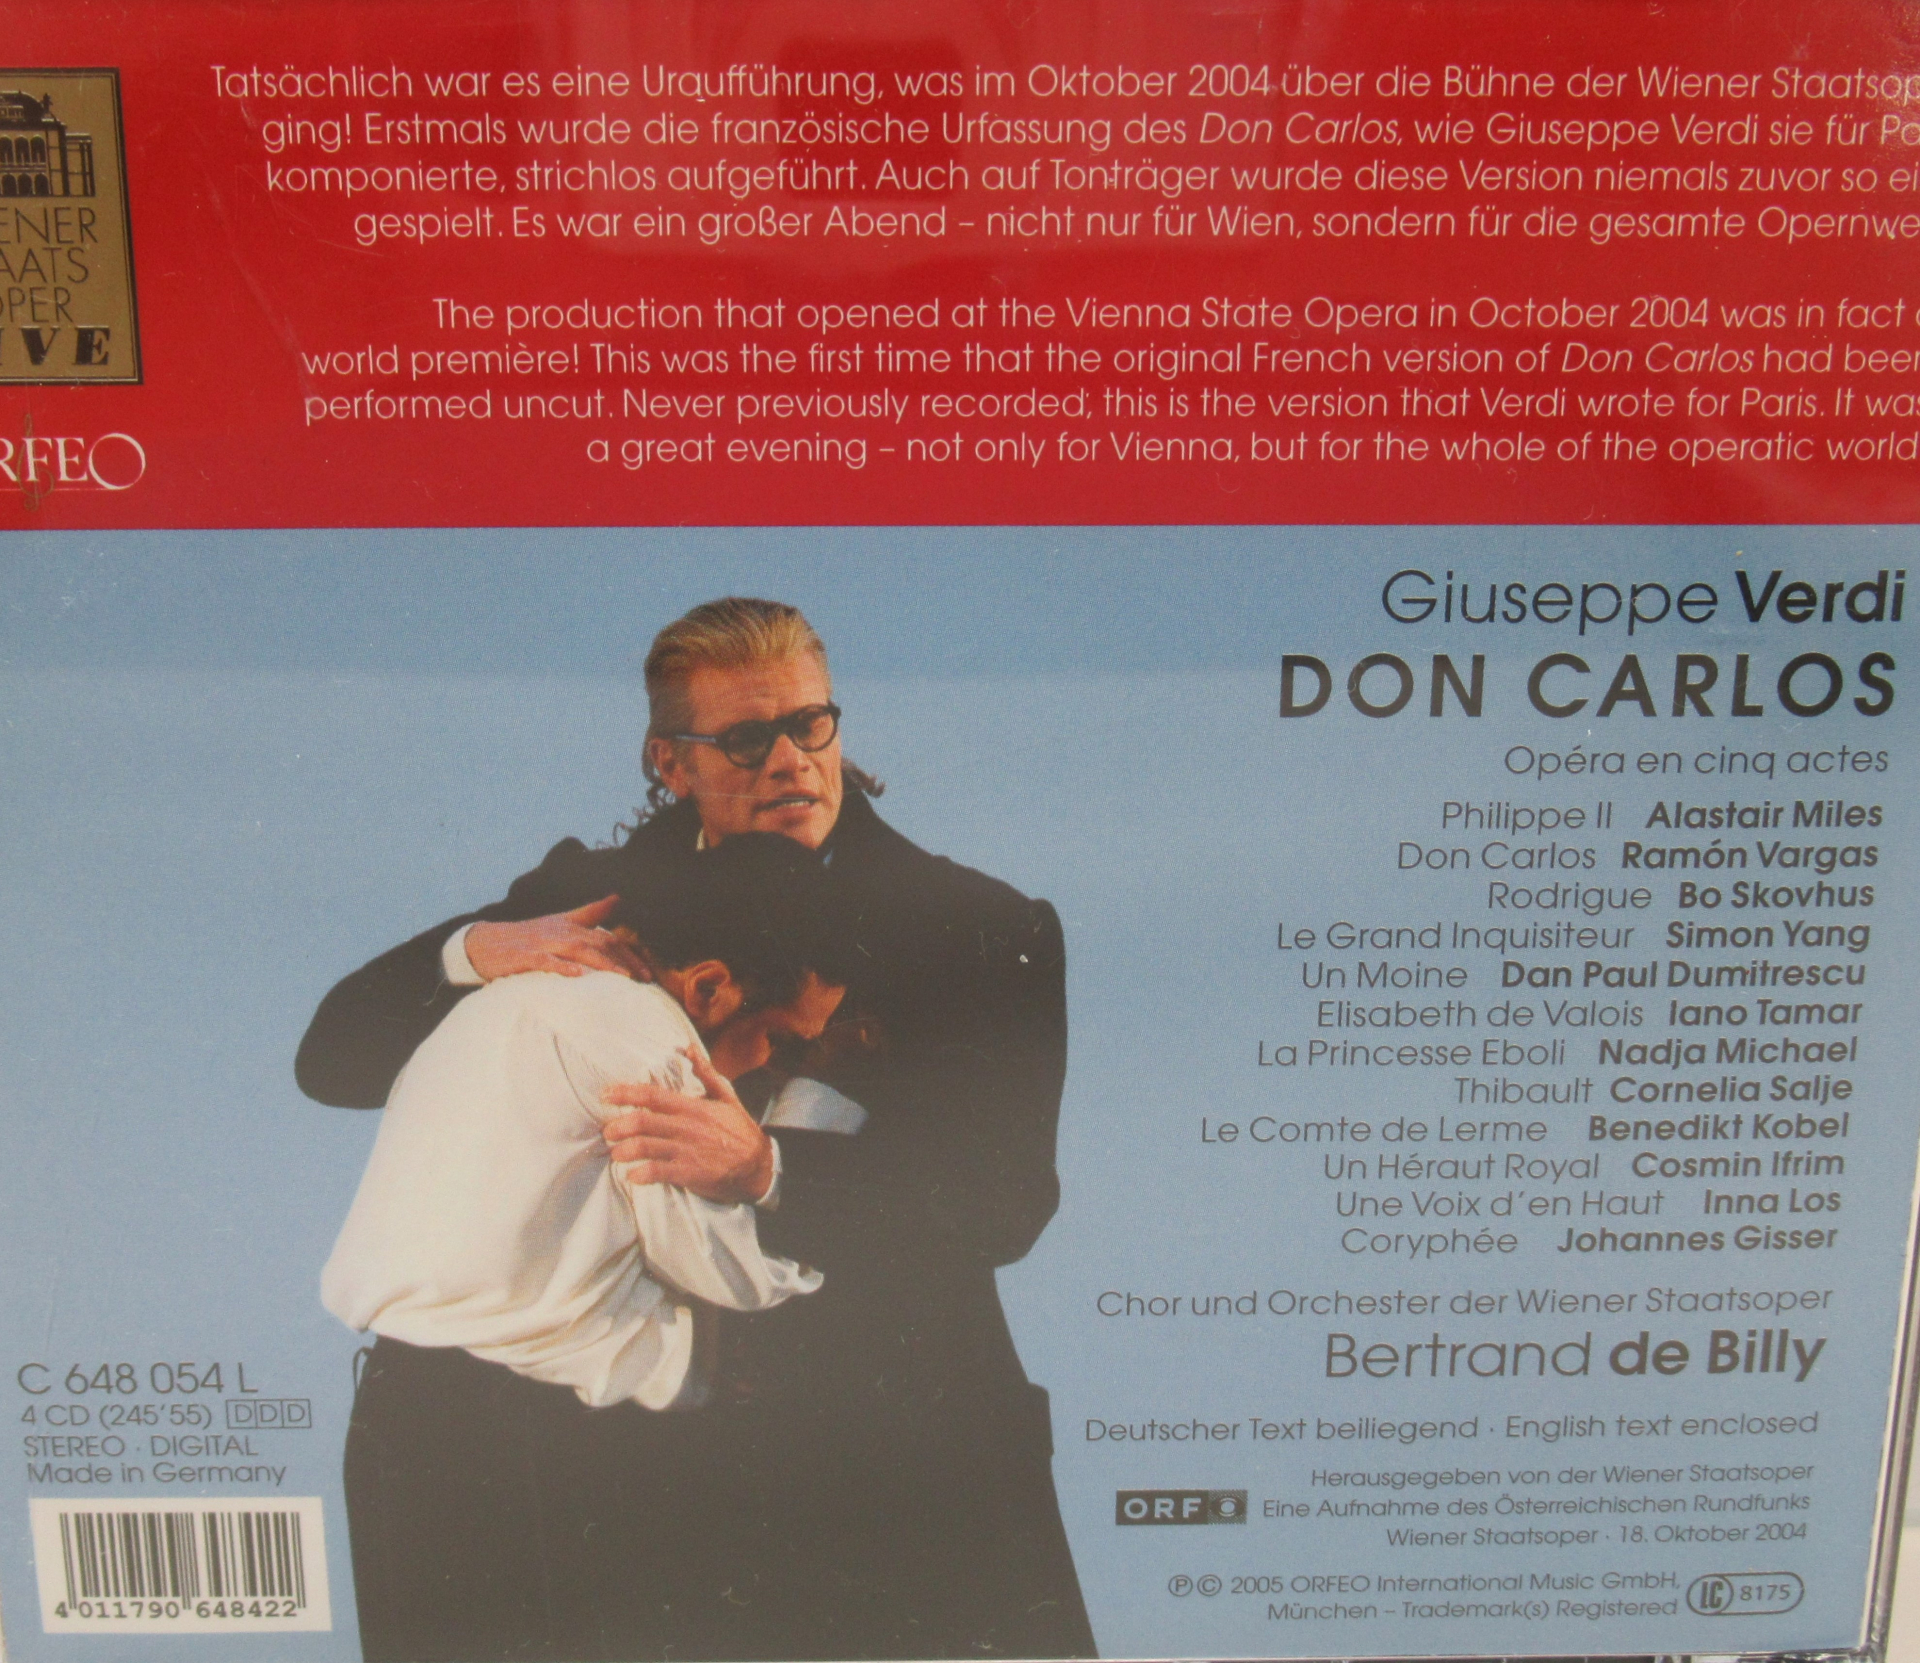 Tatsächlich war es eine Uraufführung, was im Oktober 2004 über die Bühne der Wiener
ging! Erstmals wurde die französische Urfassung des Don Carlos, wie Giuseppe Verdi sie für
komponierte, strichlos aufgeführt. Auch auf Tonträger wurde diese Version niemals zuvor so
gespielt. Es war ein großer Abend – nicht nur für Wien, sondern für die gesamte
The production that opened at the Vienna State Opera in October 2004 was in fact
world première! This was the first time that the original French version of Don Carlos had been
performed uncut. Never previously recorded, this is the version that Verdi wrote for Paris. It was
a great evening – not only for Vienna, but for the whole of the operatic world
ENER
AATS
OPER
IVE
RFEO
Giuseppe Verdi
DON CARLOS
Opéra en cinq actes
Philippe II Alastair Miles
Don Carlos Ramón Vargas
Rodrigue Bo Skovhus
Le Grand Inquisiteur Simon Yang
Un Moine Dan Paul Dumitrescu
Elisabeth de Valois Iano Tamar
La Princesse Eboli Nadja Michael
Thibault Cornelia Salje
Le Comte de Lerme Benedikt Kobel
Un Héraut Royal Cosmin Ifrim
Une Voix d'en Haut Inna Los
Coryphée Johannes Gisser
Chor und Orchester der Wiener Staatsoper
Bertrand de Billy
Deutscher Text beiliegend · English text enclosed
Herausgegeben von der Wiener Staatsoper
ORF Eine Aufnahme des Österreichischen Rundfunks
Wiener Staatsoper · 18. Oktober 2004
℗© 2005 ORFEO International Music GmbH,
München – Trademark(s) Registered
LC 8175
C 648 054 L
4 CD (245'55) DDD
STEREO · DIGITAL
Made in Germany
4 011790 648422